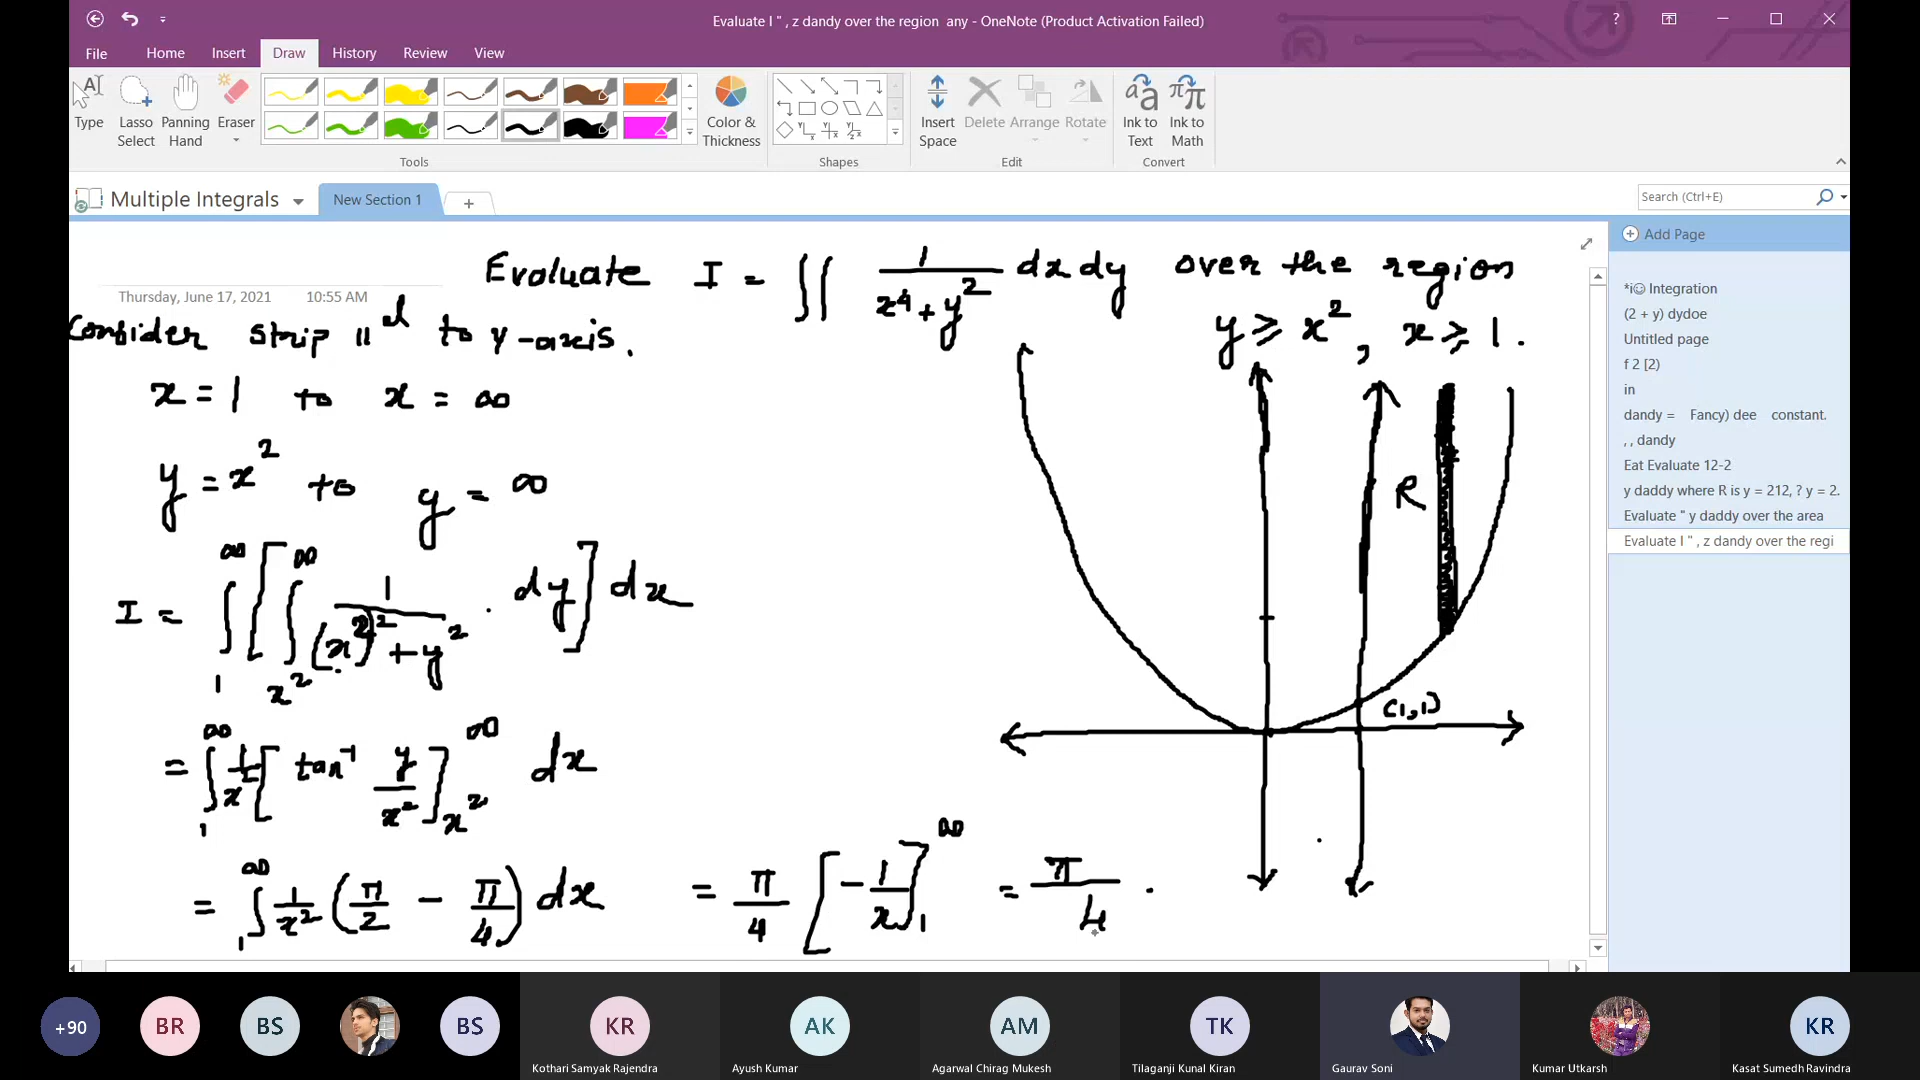 Evaluate I " , z dandy over the region any - OneNote (Product Activation Failed)
?
File Home Insert Draw History Review View
Type
Lasso Select
Panning Hand
Eraser
Color & Thickness
Insert Space
Delete
Arrange
Rotate
Ink to Text
Ink to Math
Tools Shapes Edit Convert
Multiple Integrals
New Section 1
+
Search (Ctrl+E)
Add Page
*i☺ Integration
(2 + y) dydoe
Untitled page
f 2 [2)
in
dandy = Fancy) dee constant.
, , dandy
Eat Evaluate 12-2
y daddy where R is y = 212, ? y = 2.
Evaluate " y daddy over the area
Evaluate I " , z dandy over the regi
Thursday, June 17, 2021 10:55 AM
Evaluate I = ∫∫ 1/(x⁴ + y²) dx dy over the region
y ≥ x² , x ≥ 1 .
Consider strip ||el to y-axis.
x = 1 to x = ∞
y = x² to y = ∞
I = ∫₁^∞ [ ∫_{x²}^∞ 1/((x²)² + y²) · dy ] dx
= ∫₁^∞ 1/x² [ tan⁻¹ y/x² ]_{x²}^∞ dx
= ∫₁^∞ 1/x² (π/2 - π/4) dx = π/4 [ -1/x ]₁^∞ = π/4 .
R
(1,1)
+90
BR
BS
BS
KR
AK
AM
TK
KR
Kothari Samyak Rajendra
Ayush Kumar
Agarwal Chirag Mukesh
Tilaganji Kunal Kiran
Gaurav Soni
Kumar Utkarsh
Kasat Sumedh Ravindra